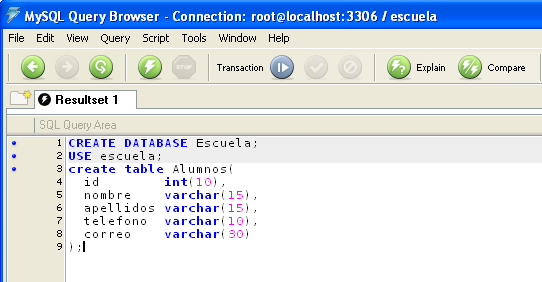 MySQL Query Browser - Connection: root@localhost:3306 / escuela
File Edit View Query Script Tools Window Help
Transaction Explain Compare
Resultset 1
SQL Query Area
1 CREATE DATABASE Escuela;
2 USE escuela;
3 create table Alumnos(
4 id int(10),
5 nombre varchar(15),
6 apellidos varchar(15),
7 telefono varchar(10),
8 correo varchar(30)
9 );